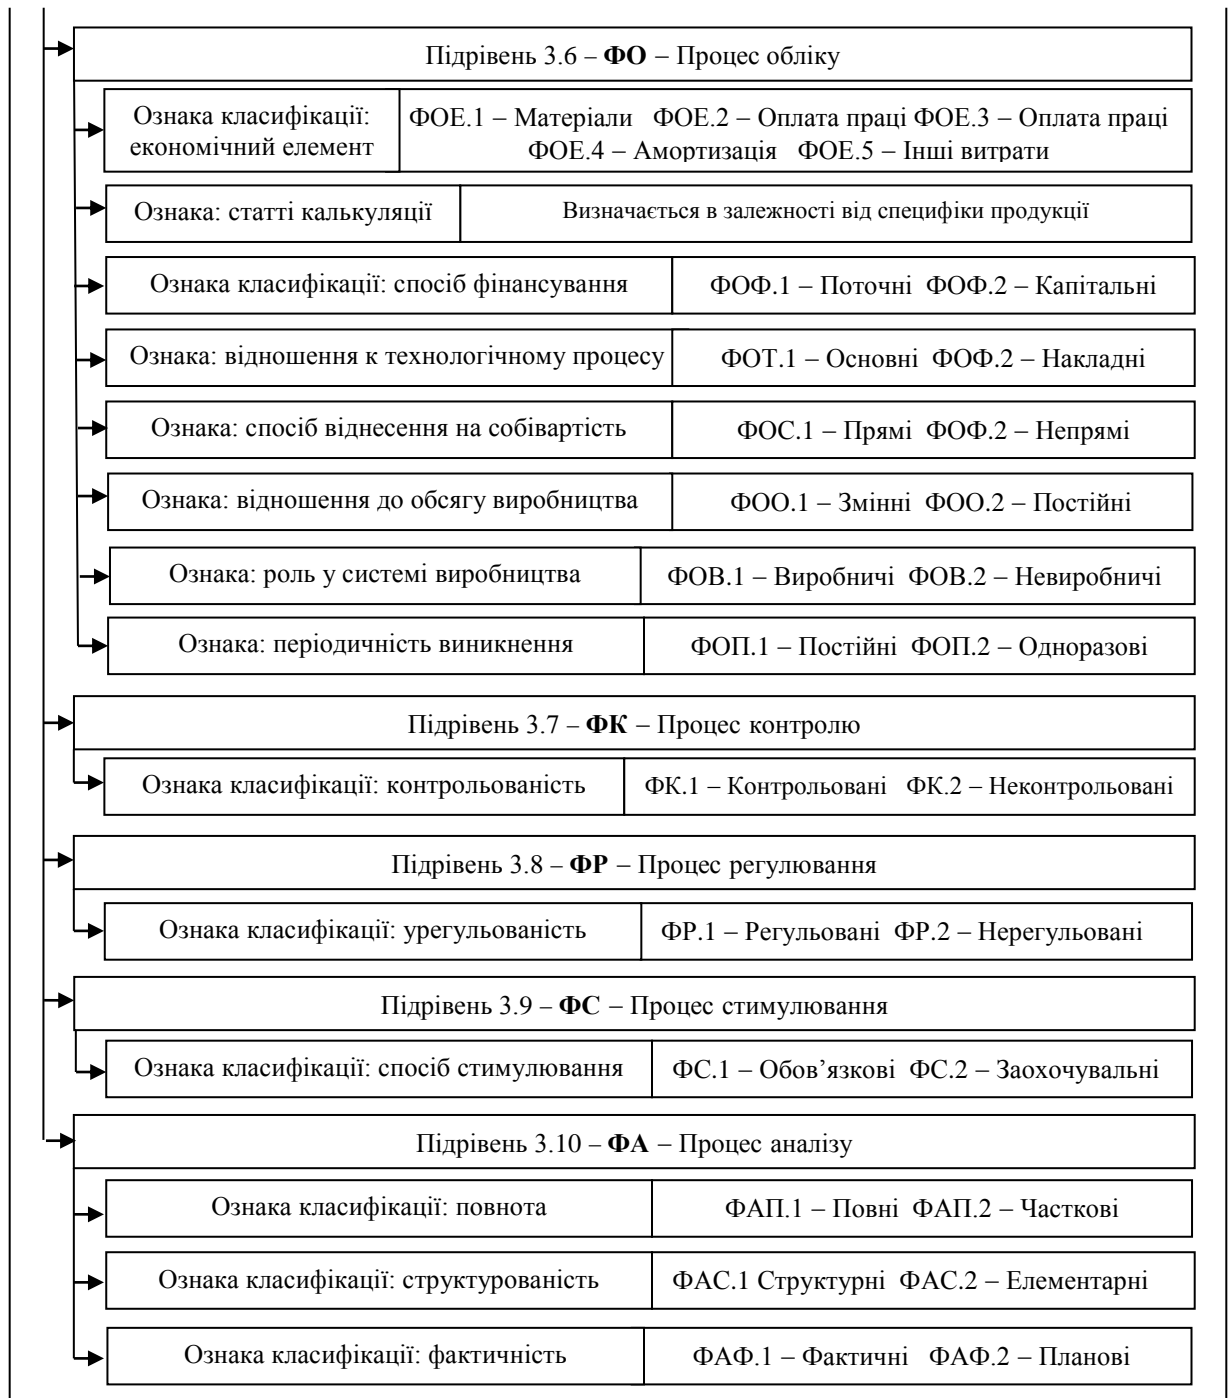 Підрівень 3.6 – ФО – Процес обліку
Ознака класифікації:
економічний елемент
ФОЕ.1 – Матеріали ФОЕ.2 – Оплата праці ФОЕ.3 – Оплата праці
ФОЕ.4 – Амортизація ФОЕ.5 – Інші витрати
Ознака: статті калькуляції
Визначається в залежності від специфіки продукції
Ознака класифікації: спосіб фінансування
ФОФ.1 – Поточні ФОФ.2 – Капітальні
Ознака: відношення к технологічному процесу
ФОТ.1 – Основні ФОФ.2 – Накладні
Ознака: спосіб віднесення на собівартість
ФОС.1 – Прямі ФОФ.2 – Непрямі
Ознака: відношення до обсягу виробництва
ФОО.1 – Змінні ФОО.2 – Постійні
Ознака: роль у системі виробництва
ФОВ.1 – Виробничі ФОВ.2 – Невиробничі
Ознака: періодичність виникнення
ФОП.1 – Постійні ФОП.2 – Одноразові
Підрівень 3.7 – ФК – Процес контролю
Ознака класифікації: контрольованість
ФК.1 – Контрольовані ФК.2 – Неконтрольовані
Підрівень 3.8 – ФР – Процес регулювання
Ознака класифікації: урегульованість
ФР.1 – Регульовані ФР.2 – Нерегульовані
Підрівень 3.9 – ФС – Процес стимулювання
Ознака класифікації: спосіб стимулювання
ФС.1 – Обов’язкові ФС.2 – Заохочувальні
Підрівень 3.10 – ФА – Процес аналізу
Ознака класифікації: повнота
ФАП.1 – Повні ФАП.2 – Часткові
Ознака класифікації: структурованість
ФАС.1 Структурні ФАС.2 – Елементарні
Ознака класифікації: фактичність
ФАФ.1 – Фактичні ФАФ.2 – Планові